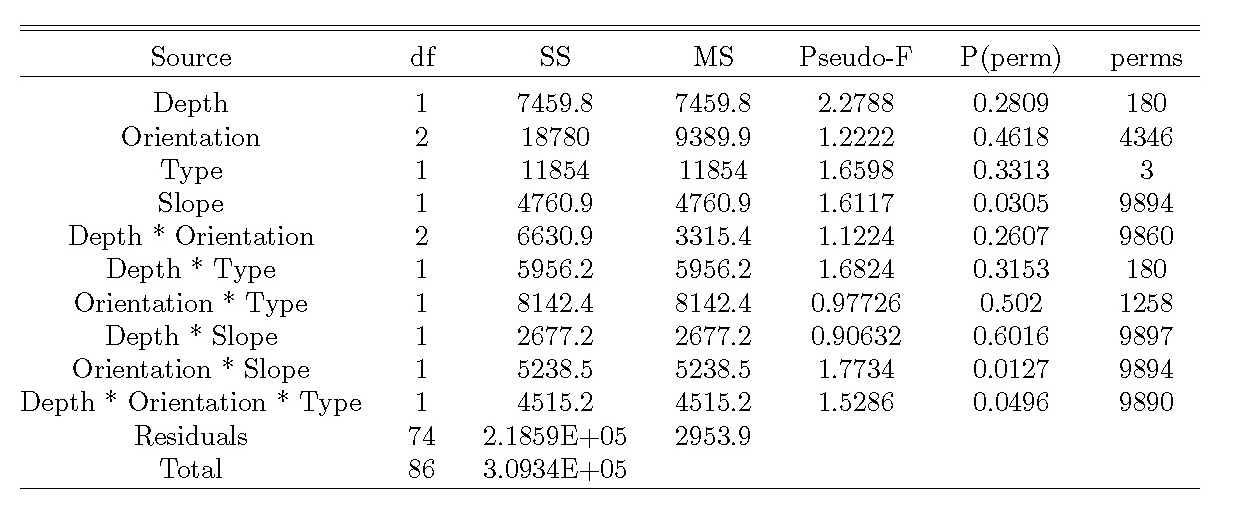 Source df SS MS Pseudo-F P(perm) perms
Depth 1 7459.8 7459.8 2.2788 0.2809 180
Orientation 2 18780 9389.9 1.2222 0.4618 4346
Type 1 11854 11854 1.6598 0.3313 3
Slope 1 4760.9 4760.9 1.6117 0.0305 9894
Depth * Orientation 2 6630.9 3315.4 1.1224 0.2607 9860
Depth * Type 1 5956.2 5956.2 1.6824 0.3153 180
Orientation * Type 1 8142.4 8142.4 0.97726 0.502 1258
Depth * Slope 1 2677.2 2677.2 0.90632 0.6016 9897
Orientation * Slope 1 5238.5 5238.5 1.7734 0.0127 9894
Depth * Orientation * Type 1 4515.2 4515.2 1.5286 0.0496 9890
Residuals 74 2.1859E+05 2953.9
Total 86 3.0934E+05